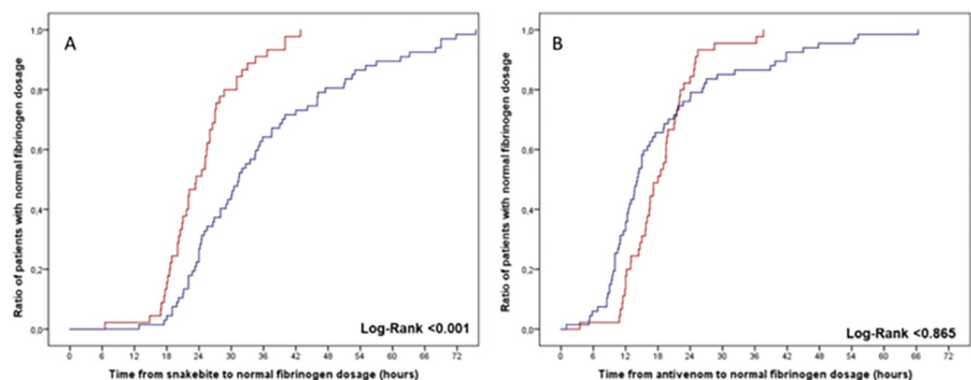 A
Ratio of patients with normal fibrinogen dosage
1,0
0,8
0,6
0,4
0,2
0,0
Log-Rank <0.001
0 6 12 18 24 30 36 42 48 54 60 66 72
Time from snakebite to normal fibrinogen dosage (hours)
B
Ratio of patients with normal fibrinogen dosage
1,0
0,8
0,6
0,4
0,2
0,0
Log-Rank <0.865
0 6 12 18 24 30 36 42 48 54 60 66 72
Time from antivenom to normal fibrinogen dosage (hours)